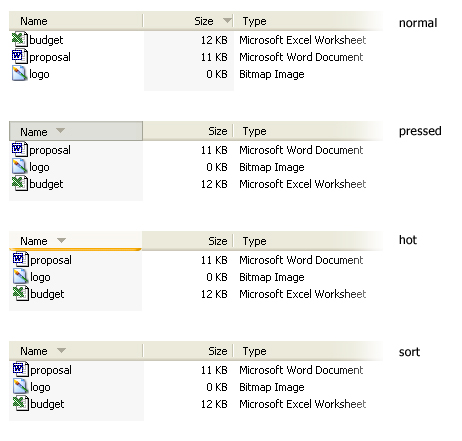 Name Size Type normal
budget 12 KB Microsoft Excel Worksheet
proposal 11 KB Microsoft Word Document
logo 0 KB Bitmap Image
Name Size Type pressed
proposal 11 KB Microsoft Word Document
logo 0 KB Bitmap Image
budget 12 KB Microsoft Excel Worksheet
Name Size Type hot
proposal 11 KB Microsoft Word Document
logo 0 KB Bitmap Image
budget 12 KB Microsoft Excel Worksheet
Name Size Type sort
proposal 11 KB Microsoft Word Document
logo 0 KB Bitmap Image
budget 12 KB Microsoft Excel Worksheet